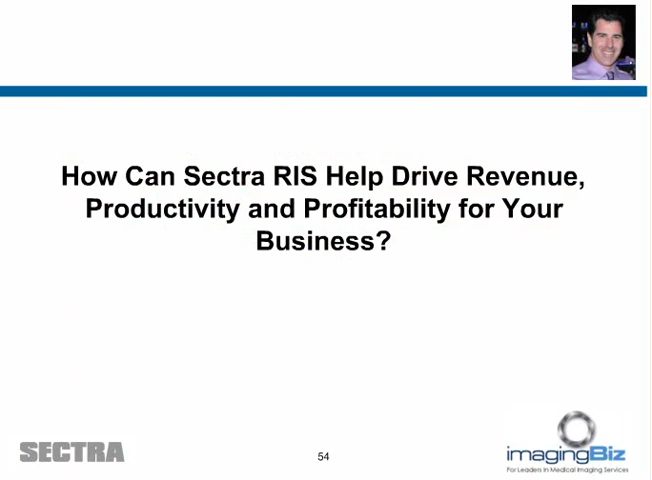 How Can Sectra RIS Help Drive Revenue,
Productivity and Profitability for Your
Business?
SECTRA
54
imagingBiz
For Leaders in Medical Imaging Services